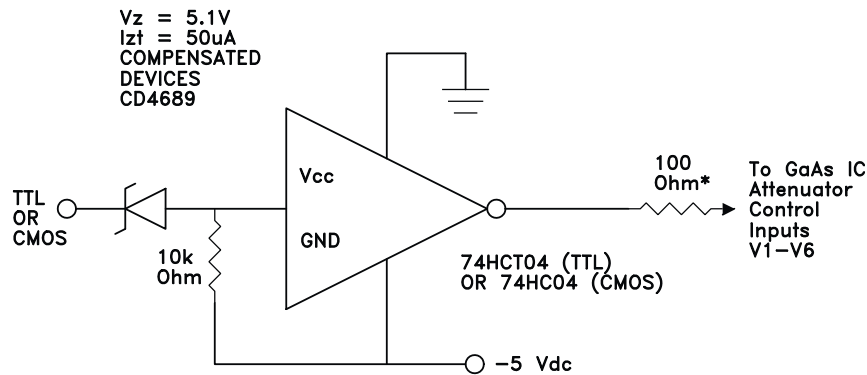 Vz = 5.1V
Izt = 50uA
COMPENSATED
DEVICES
CD4689
Vcc
GND
TTL
OR
CMOS
10k
Ohm
74HCT04 (TTL)
OR 74HC04 (CMOS)
100
Ohm*
To GaAs IC
Attenuator
Control
Inputs
V1-V6
-5 Vdc